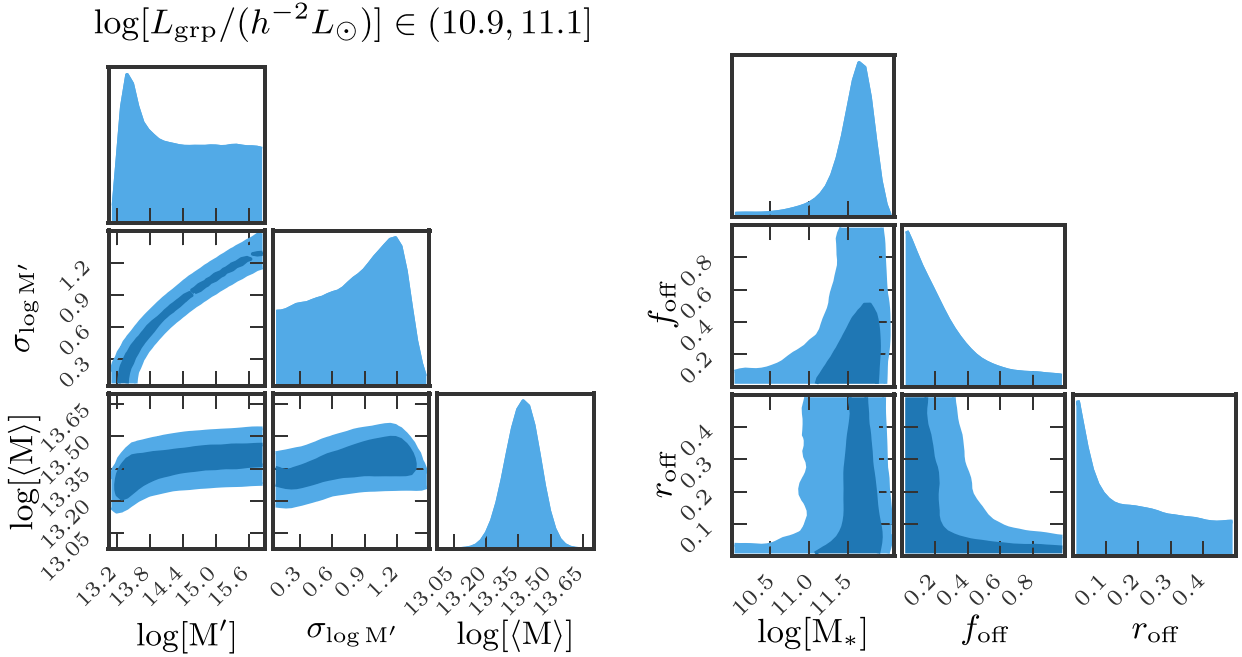 log[L_grp/(h^{-2}L_⊙)] ∈ (10.9, 11.1]
σ_{log M′}
1.2
0.9
0.6
0.3
log[⟨M⟩]
13.65
13.50
13.35
13.20
13.05
13.2 13.8 14.4 15.0 15.6
0.3 0.6 0.9 1.2
13.05 13.20 13.35 13.50 13.65
log[M′] σ_{log M′} log[⟨M⟩]
f_off
0.8
0.6
0.4
0.2
r_off
0.4
0.3
0.2
0.1
10.5 11.0 11.5
0.2 0.4 0.6 0.8
0.1 0.2 0.3 0.4
log[M_*] f_off r_off